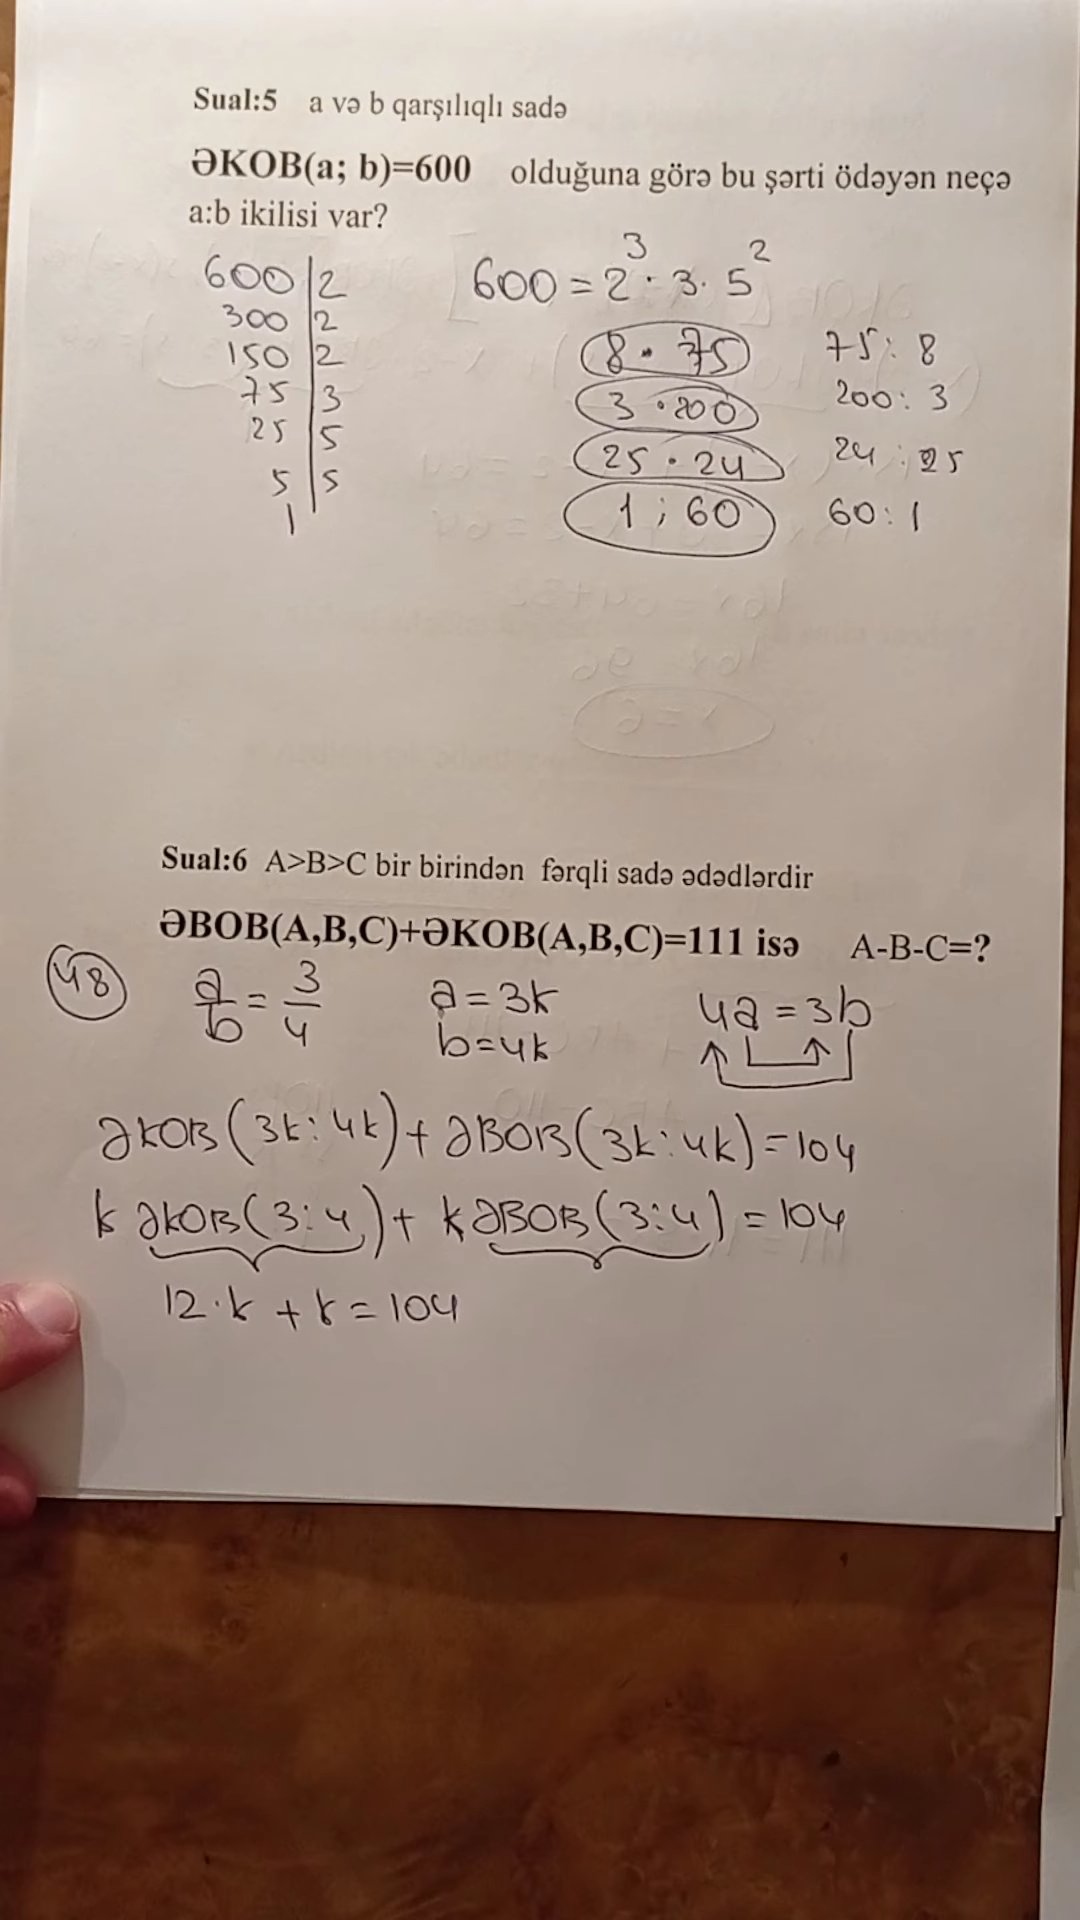 Sual:5 a və b qarşılıqlı sadə
ƏKOB(a; b)=600 olduğuna görə bu şərti ödəyən neçə
a:b ikilisi var?
600 | 2
300 | 2
150 | 2
75 | 3
25 | 5
5 | 5
1
600 = 2³ · 3 · 5²
8 · 75 75 : 8
3 · 200 200 : 3
25 · 24 24 : 25
1 ; 60 60 : 1
Sual:6 A>B>C bir birindən fərqli sadə ədədlərdir
ƏBOB(A,B,C)+ƏKOB(A,B,C)=111 isə A-B-C=?
48 a/b = 3/4 a=3k 4a=3b
b=4k
ƏKOB(3k:4k)+ƏBOB(3k:4k)=104
k ƏKOB(3:4)+ kƏBOB(3:4) = 104
12·k + k = 104